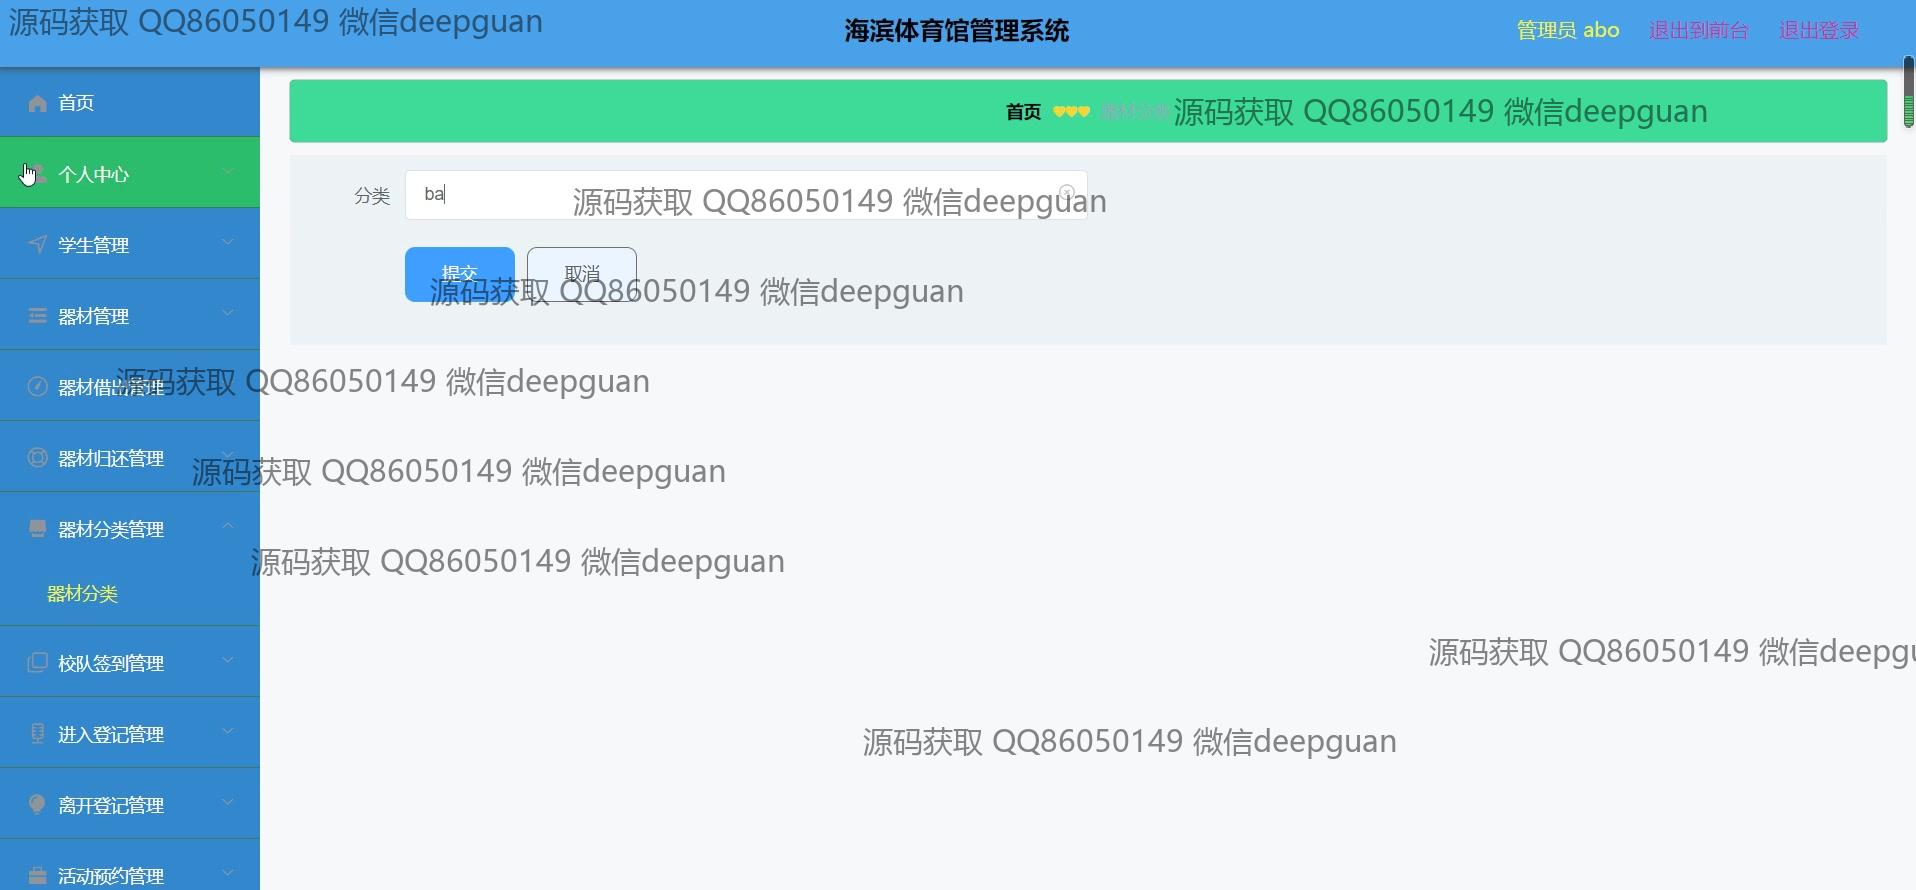 源码获取 QQ86050149 微信deepguan
海滨体育馆管理系统
管理员 abo
退出到前台
退出登录
首页
首页
器材分类
源码获取 QQ86050149 微信deepguan
个人中心
分类
ba
源码获取 QQ86050149 微信deepguan
学生管理
提交
取消
源码获取 QQ86050149 微信deepguan
器材管理
器材借出管理
源码获取 QQ86050149 微信deepguan
器材归还管理
源码获取 QQ86050149 微信deepguan
器材分类管理
源码获取 QQ86050149 微信deepguan
器材分类
校队签到管理
源码获取 QQ86050149 微信deepgu
进入登记管理
源码获取 QQ86050149 微信deepguan
离开登记管理
活动预约管理